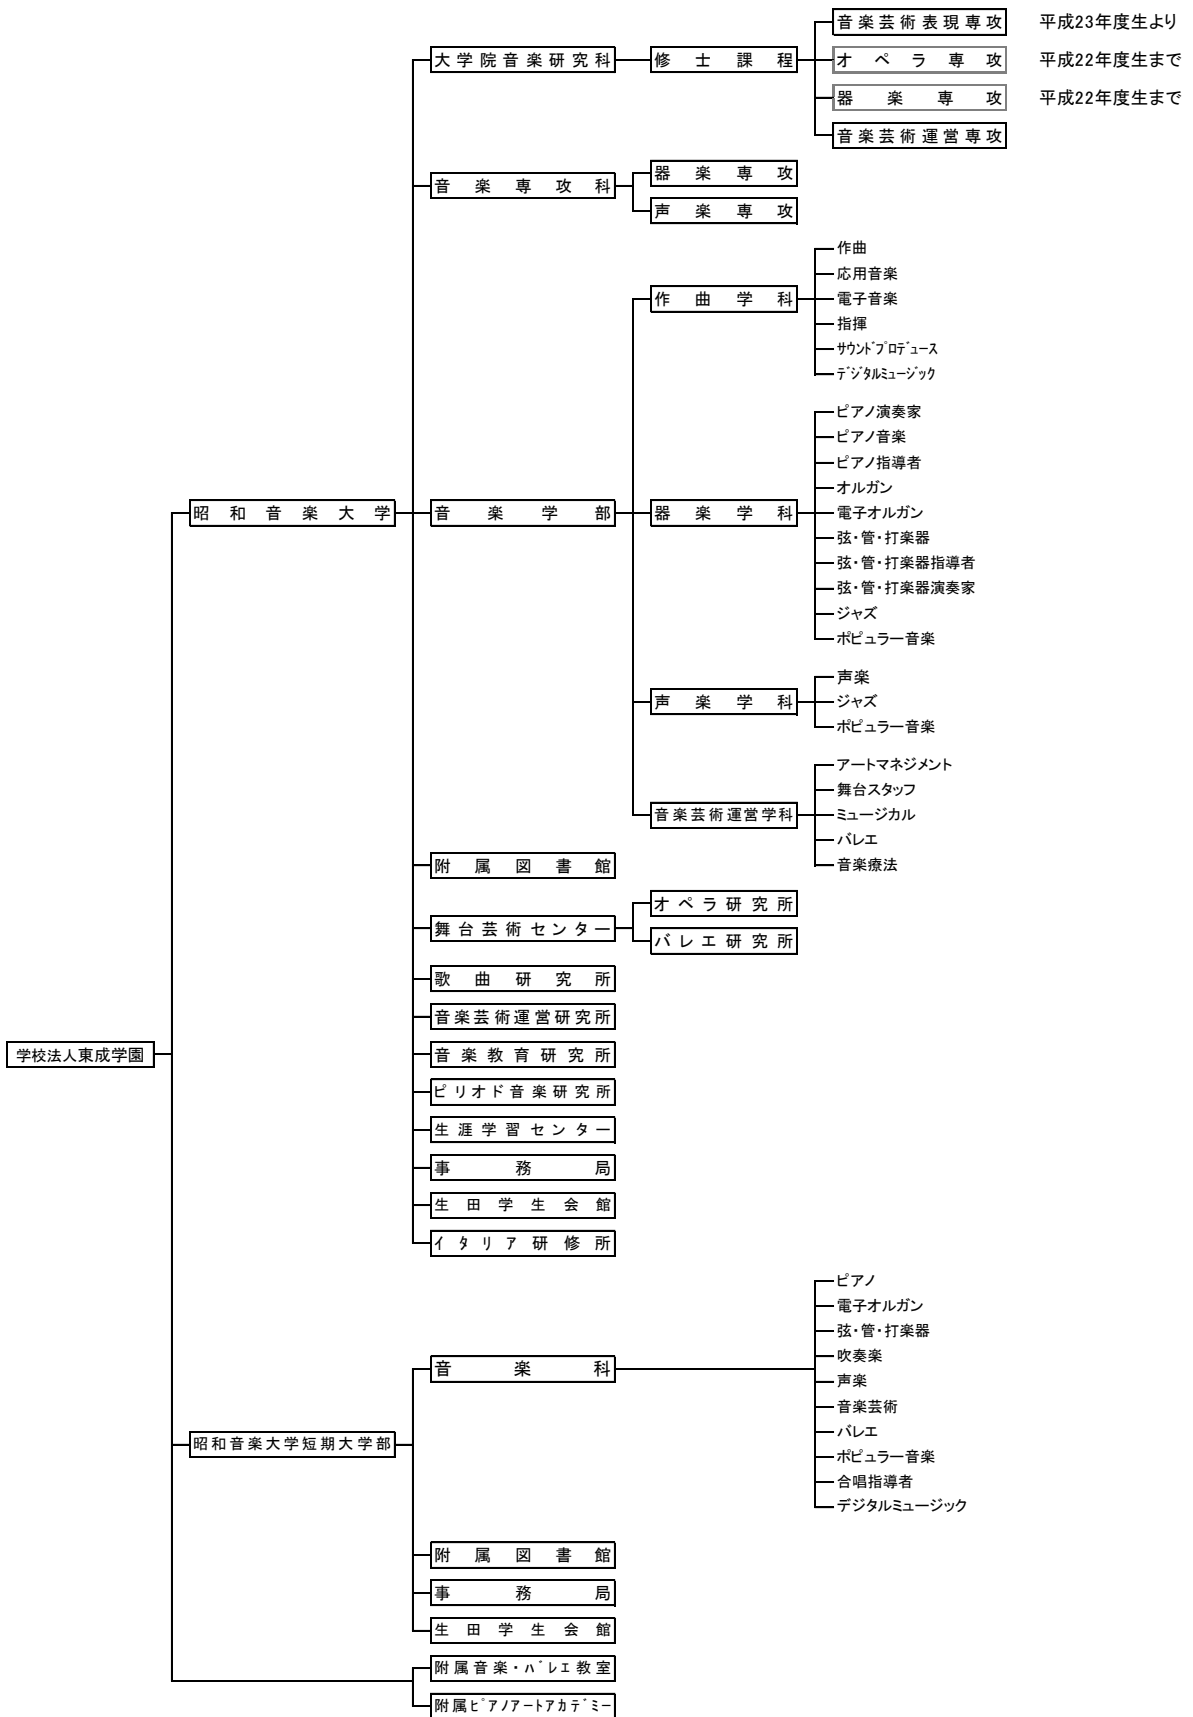 音楽芸術表現専攻 平成23年度生より
大学院音楽研究科 修士課程 オペラ専攻 平成22年度生まで
器楽専攻 平成22年度生まで
音楽芸術運営専攻
音楽専攻科 器楽専攻
声楽専攻
作曲
応用音楽
作曲学科 電子音楽
指揮
ｻｳﾝﾄﾞﾌﾟﾛﾃﾞｭｰｽ
ﾃﾞｼﾞﾀﾙﾐｭｰｼﾞｯｸ
ピアノ演奏家
ピアノ音楽
ピアノ指導者
オルガン
昭和音楽大学 音楽学部 器楽学科 電子オルガン
弦・管・打楽器
弦・管・打楽器指導者
弦・管・打楽器演奏家
ジャズ
ポピュラー音楽
声楽
声楽学科 ジャズ
ポピュラー音楽
アートマネジメント
舞台スタッフ
音楽芸術運営学科 ミュージカル
バレエ
附属図書館 音楽療法
オペラ研究所
舞台芸術センター
バレエ研究所
歌曲研究所
音楽芸術運営研究所
学校法人東成学園 音楽教育研究所
ピリオド音楽研究所
生涯学習センター
事務局
生田学生会館
イタリア研修所
ピアノ
電子オルガン
弦・管・打楽器
吹奏楽
音楽科
声楽
音楽芸術
バレエ
昭和音楽大学短期大学部
ポピュラー音楽
合唱指導者
デジタルミュージック
附属図書館
事務局
生田学生会館
附属音楽・ﾊﾞﾚｴ教室
附属ﾋﾟｱﾉｱｰﾄｱｶﾃﾞﾐｰ